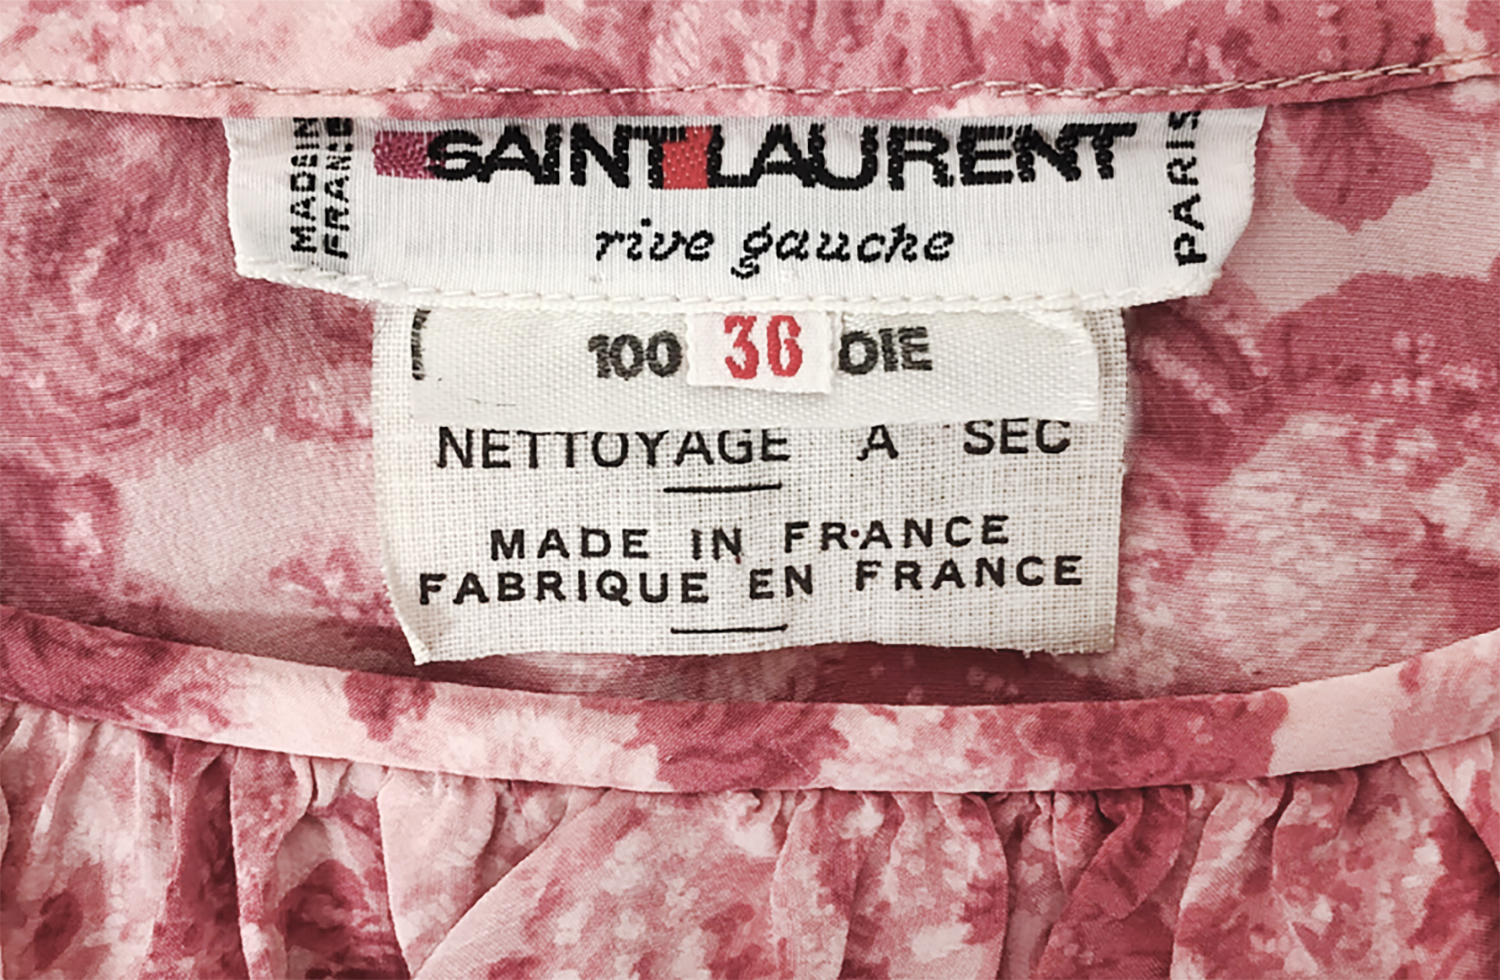 MADE IN
FRANCE
SAINT LAURENT
rive gauche
PARIS
100 36 OIE
NETTOYAGE A SEC
MADE IN FRANCE
FABRIQUE EN FRANCE